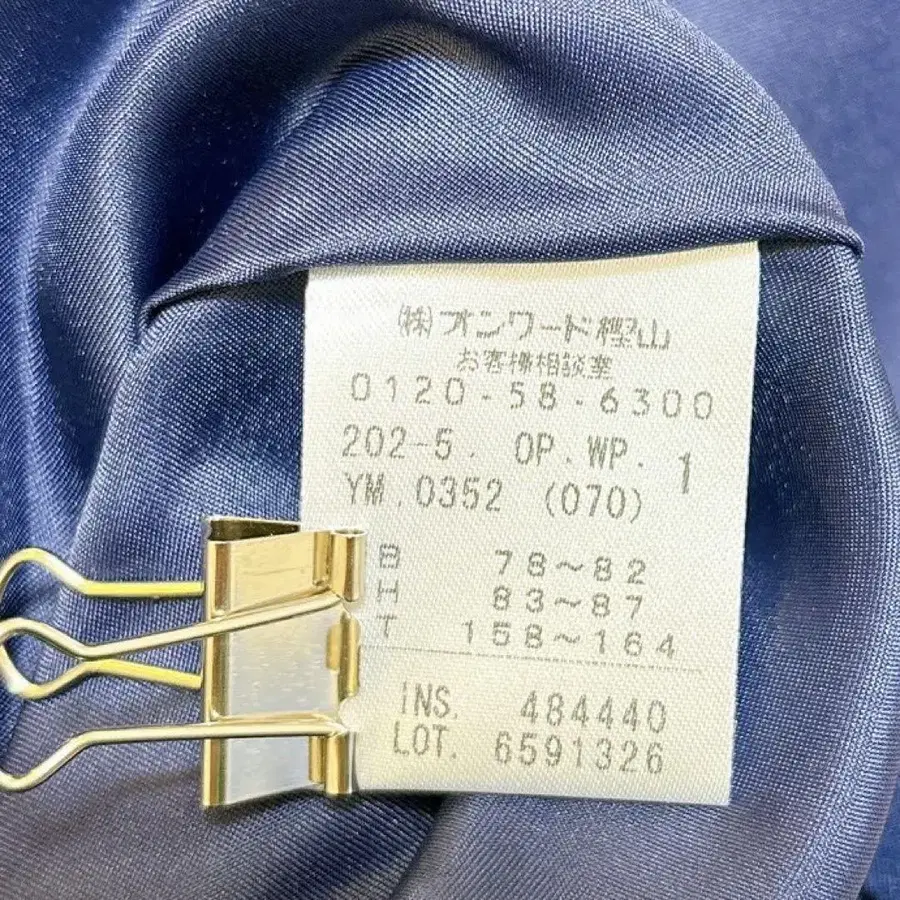 ㈱オンワード樫山
お客様相談室
0120-58-6300
202-5. OP.WP. 1
YM.0352 (070)
B 78~82
H 83~87
T 158~164
INS. 484440
LOT. 6591326